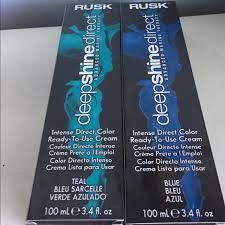 RUSK
deepshinedirect
Intense Direct Color
Ready-To-Use Cream
Couleur Directe Intense
Crème Prête a l'Emploi
Color Directo Intenso
Crema Lista para Usar
TEAL
BLEU SARCELLE
VERDE AZULADO
100 mL e 3.4 fl. oz
RUSK
deepshinedirect
Intense Direct Color
Ready-To-Use Cream
Couleur Directe Intense
Crème Prête a l'Emploi
Color Directo Intenso
Crema Lista para Usar
BLUE
BLEU
AZUL
100 mL e 3.4 fl. oz